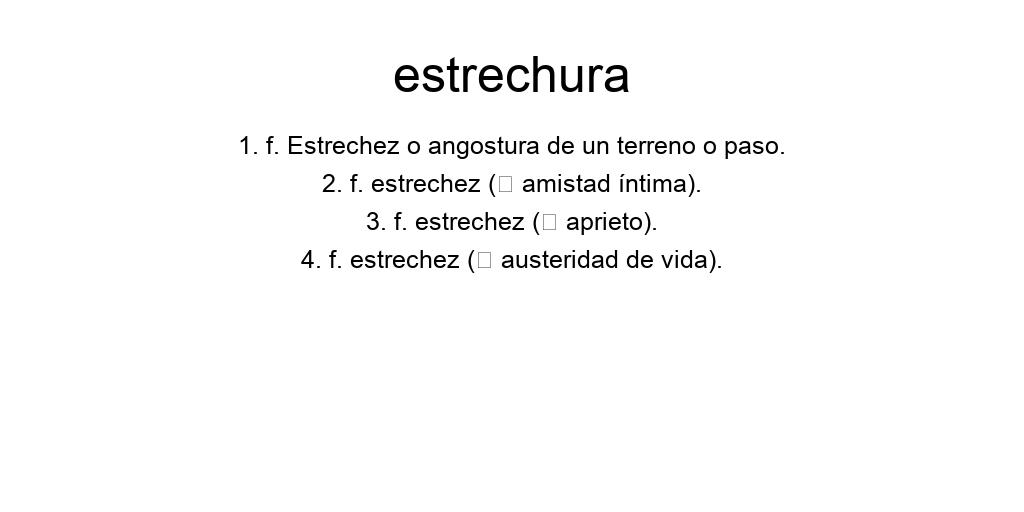 estrechura
1. f. Estrechez o angostura de un terreno o paso.
2. f. estrechez (□ amistad íntima).
3. f. estrechez (□ aprieto).
4. f. estrechez (□ austeridad de vida).